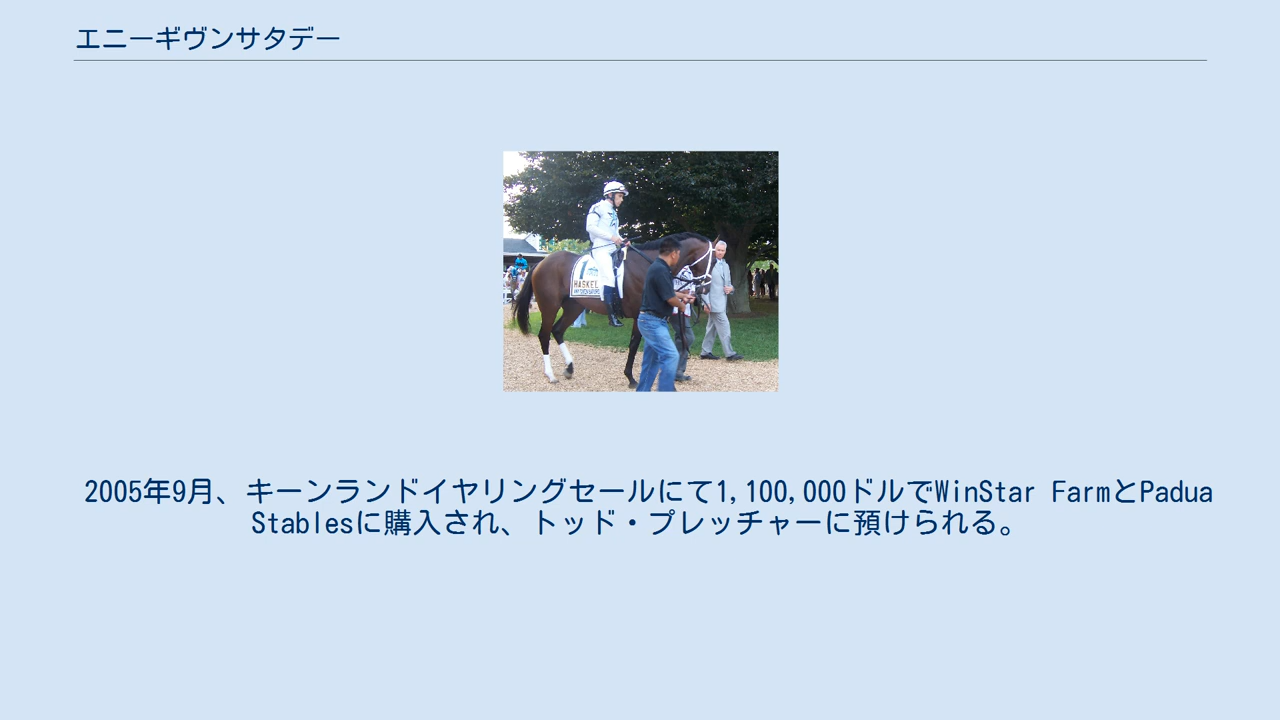 エニーギヴンサタデー
HASKEL
2005年9月、キーンランドイヤリングセールにて1,100,000ドルでWinStar FarmとPadua
Stablesに購入され、トッド・プレッチャーに預けられる。